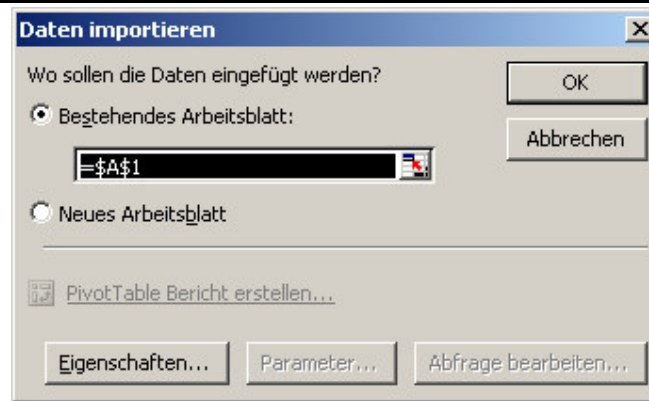 Daten importieren
Wo sollen die Daten eingefügt werden?
OK
Bestehendes Arbeitsblatt:
Abbrechen
=$A$1
Neues Arbeitsblatt
PivotTable Bericht erstellen...
Eigenschaften...
Parameter...
Abfrage bearbeiten...